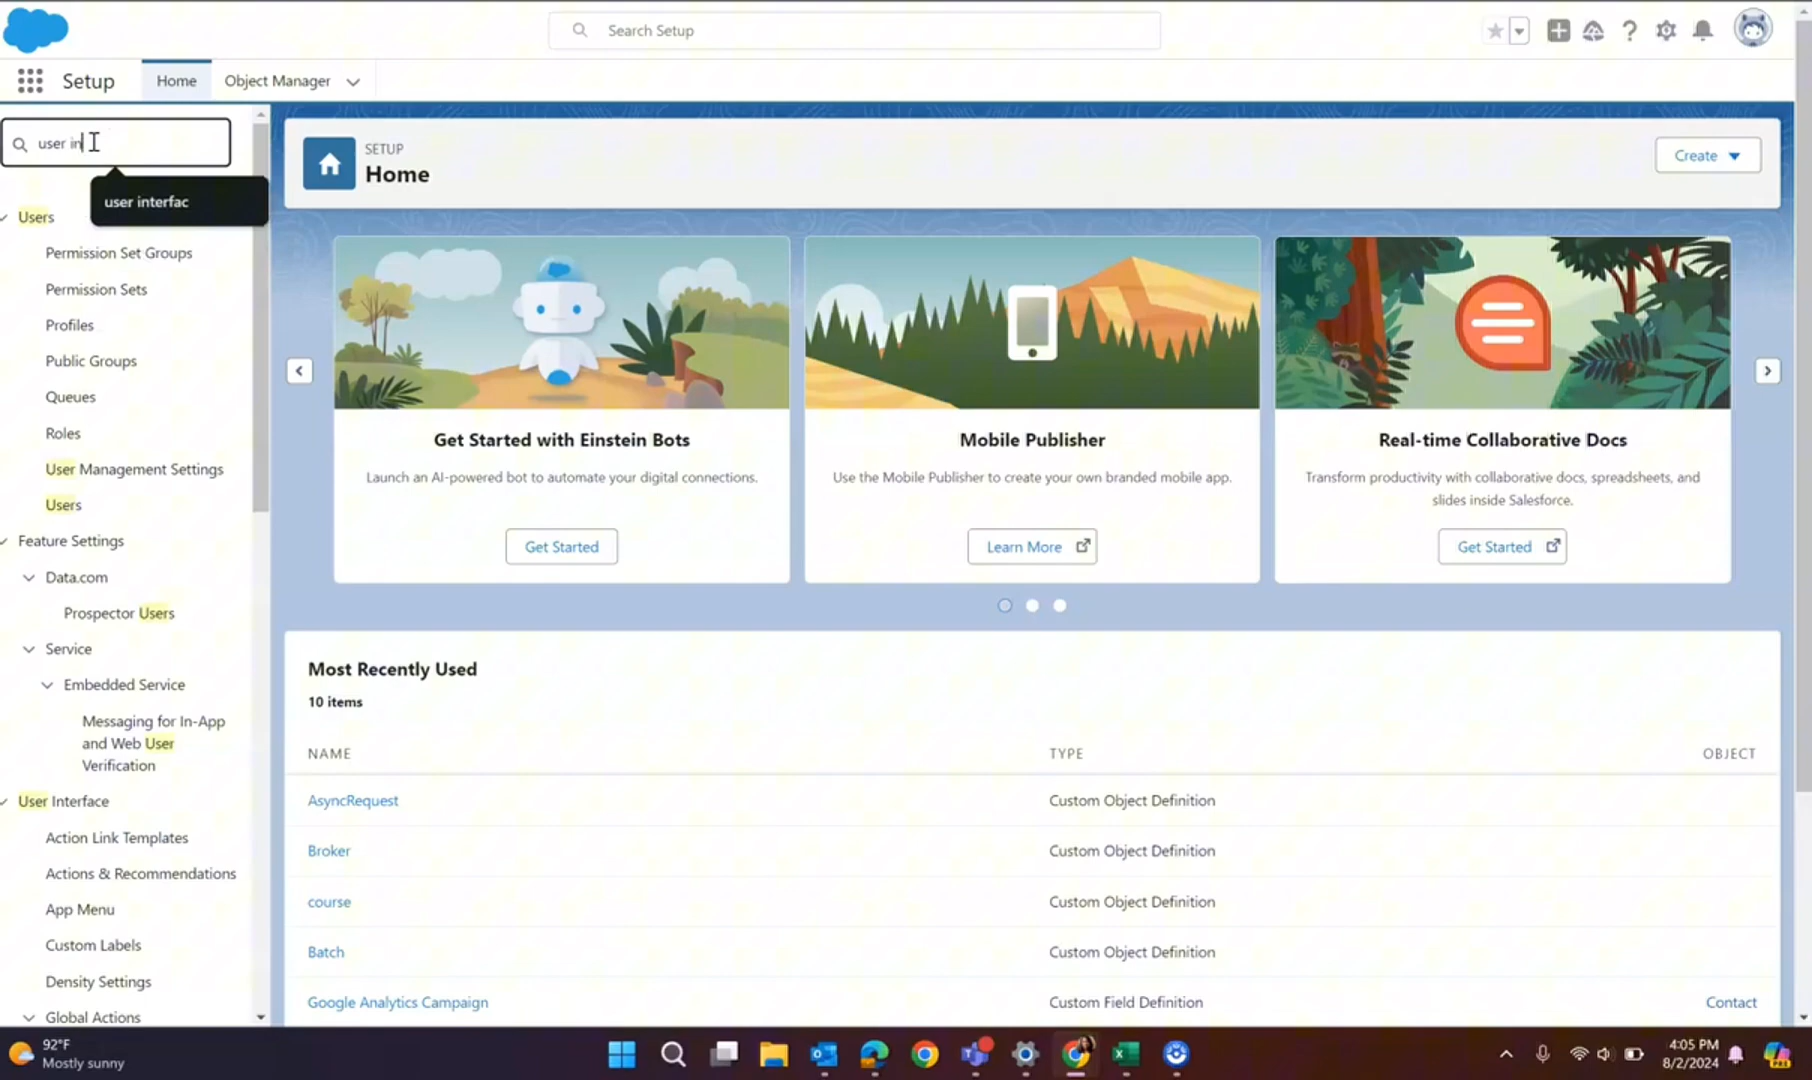 Search Setup
Setup
Home
Object Manager
user in
user interfac
Users
Permission Set Groups
Permission Sets
Profiles
Public Groups
Queues
Roles
User Management Settings
Users
Feature Settings
Data.com
Prospector Users
Service
Embedded Service
Messaging for In-App
and Web User
Verification
User Interface
Action Link Templates
Actions & Recommendations
App Menu
Custom Labels
Density Settings
Global Actions
SETUP
Home
Create
Get Started with Einstein Bots
Launch an AI-powered bot to automate your digital connections.
Get Started
Mobile Publisher
Use the Mobile Publisher to create your own branded mobile app.
Learn More
Real-time Collaborative Docs
Transform productivity with collaborative docs, spreadsheets, and
slides inside Salesforce.
Get Started
Most Recently Used
10 items
NAME TYPE OBJECT
AsyncRequest Custom Object Definition
Broker Custom Object Definition
course Custom Object Definition
Batch Custom Object Definition
Google Analytics Campaign Custom Field Definition Contact
92°F
Mostly sunny
4:05 PM
8/2/2024